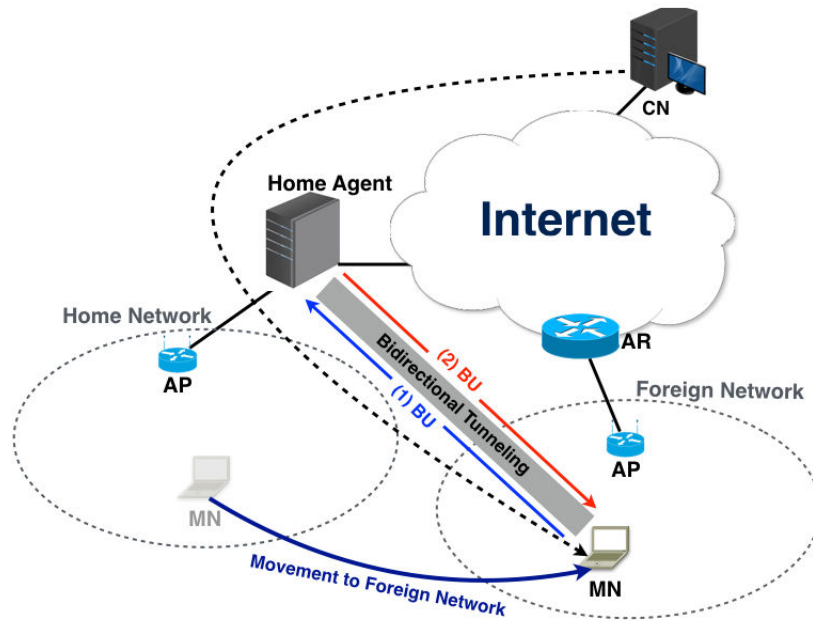 CN
Home Agent
Internet
Home Network
AP
AR
(2) BU
Bidirectional Tunneling
(1) BU
Foreign Network
AP
MN
Movement to Foreign Network
MN